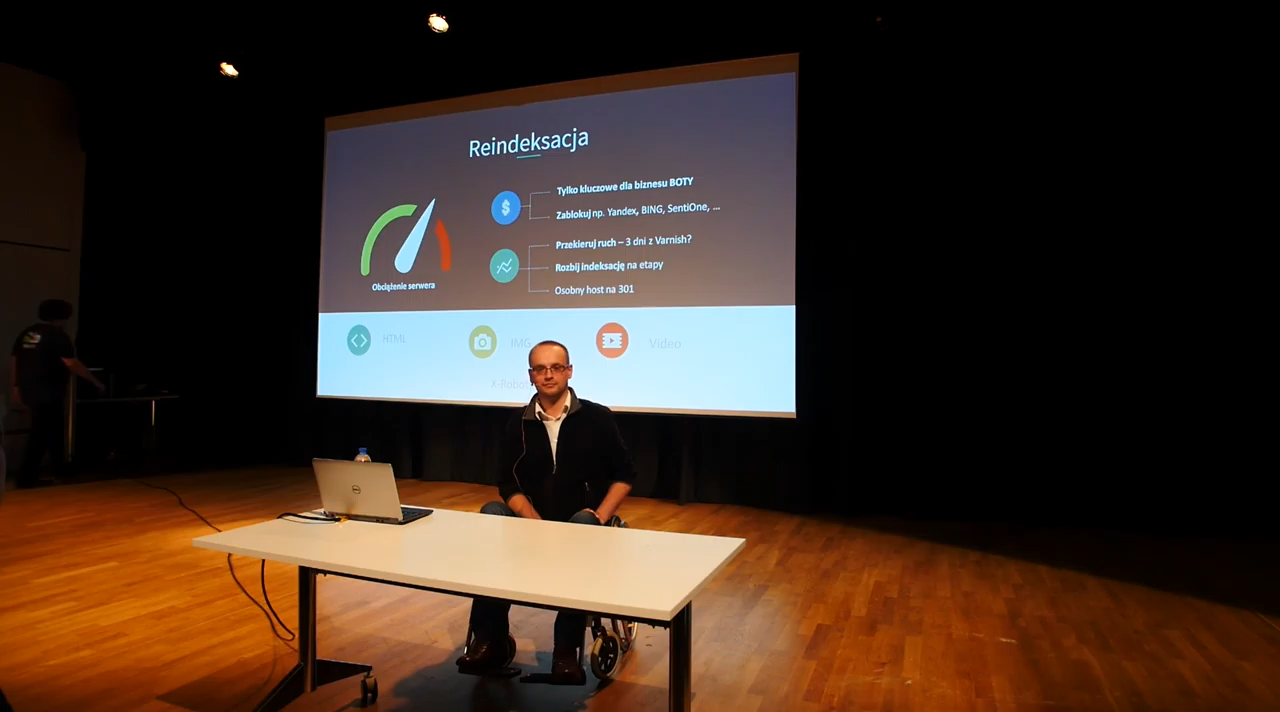 Reindeksacja
Tylko kluczowe dla biznesu BOTY
Zablokuj np. Yandex, BING, SentiOne, ...
Przekieruj ruch – 3 dni z Varnish?
Rozbij indeksację na etapy
Osobny host na 301
Obciążenie serwera
HTML
IMG
Video
DELL